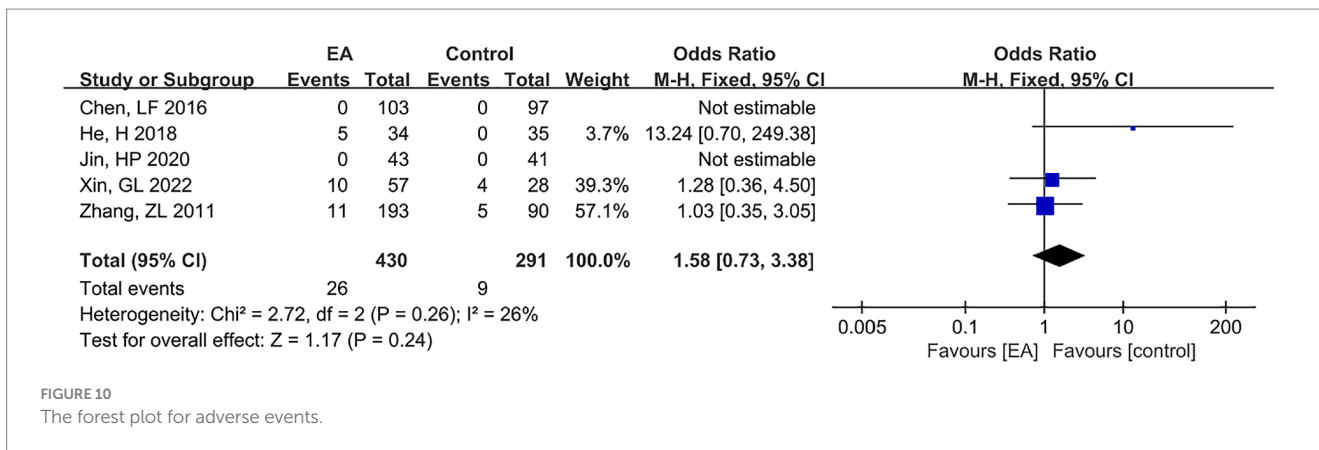 EA Control Odds Ratio Odds Ratio
Study or Subgroup Events Total Events Total Weight M-H, Fixed, 95% CI M-H, Fixed, 95% CI
Chen, LF 2016 0 103 0 97 Not estimable
He, H 2018 5 34 0 35 3.7% 13.24 [0.70, 249.38]
Jin, HP 2020 0 43 0 41 Not estimable
Xin, GL 2022 10 57 4 28 39.3% 1.28 [0.36, 4.50]
Zhang, ZL 2011 11 193 5 90 57.1% 1.03 [0.35, 3.05]
Total (95% CI) 430 291 100.0% 1.58 [0.73, 3.38]
Total events 26 9
Heterogeneity: Chi² = 2.72, df = 2 (P = 0.26); I² = 26%
Test for overall effect: Z = 1.17 (P = 0.24)
0.005 0.1 1 10 200
Favours [EA] Favours [control]
FIGURE 10
The forest plot for adverse events.